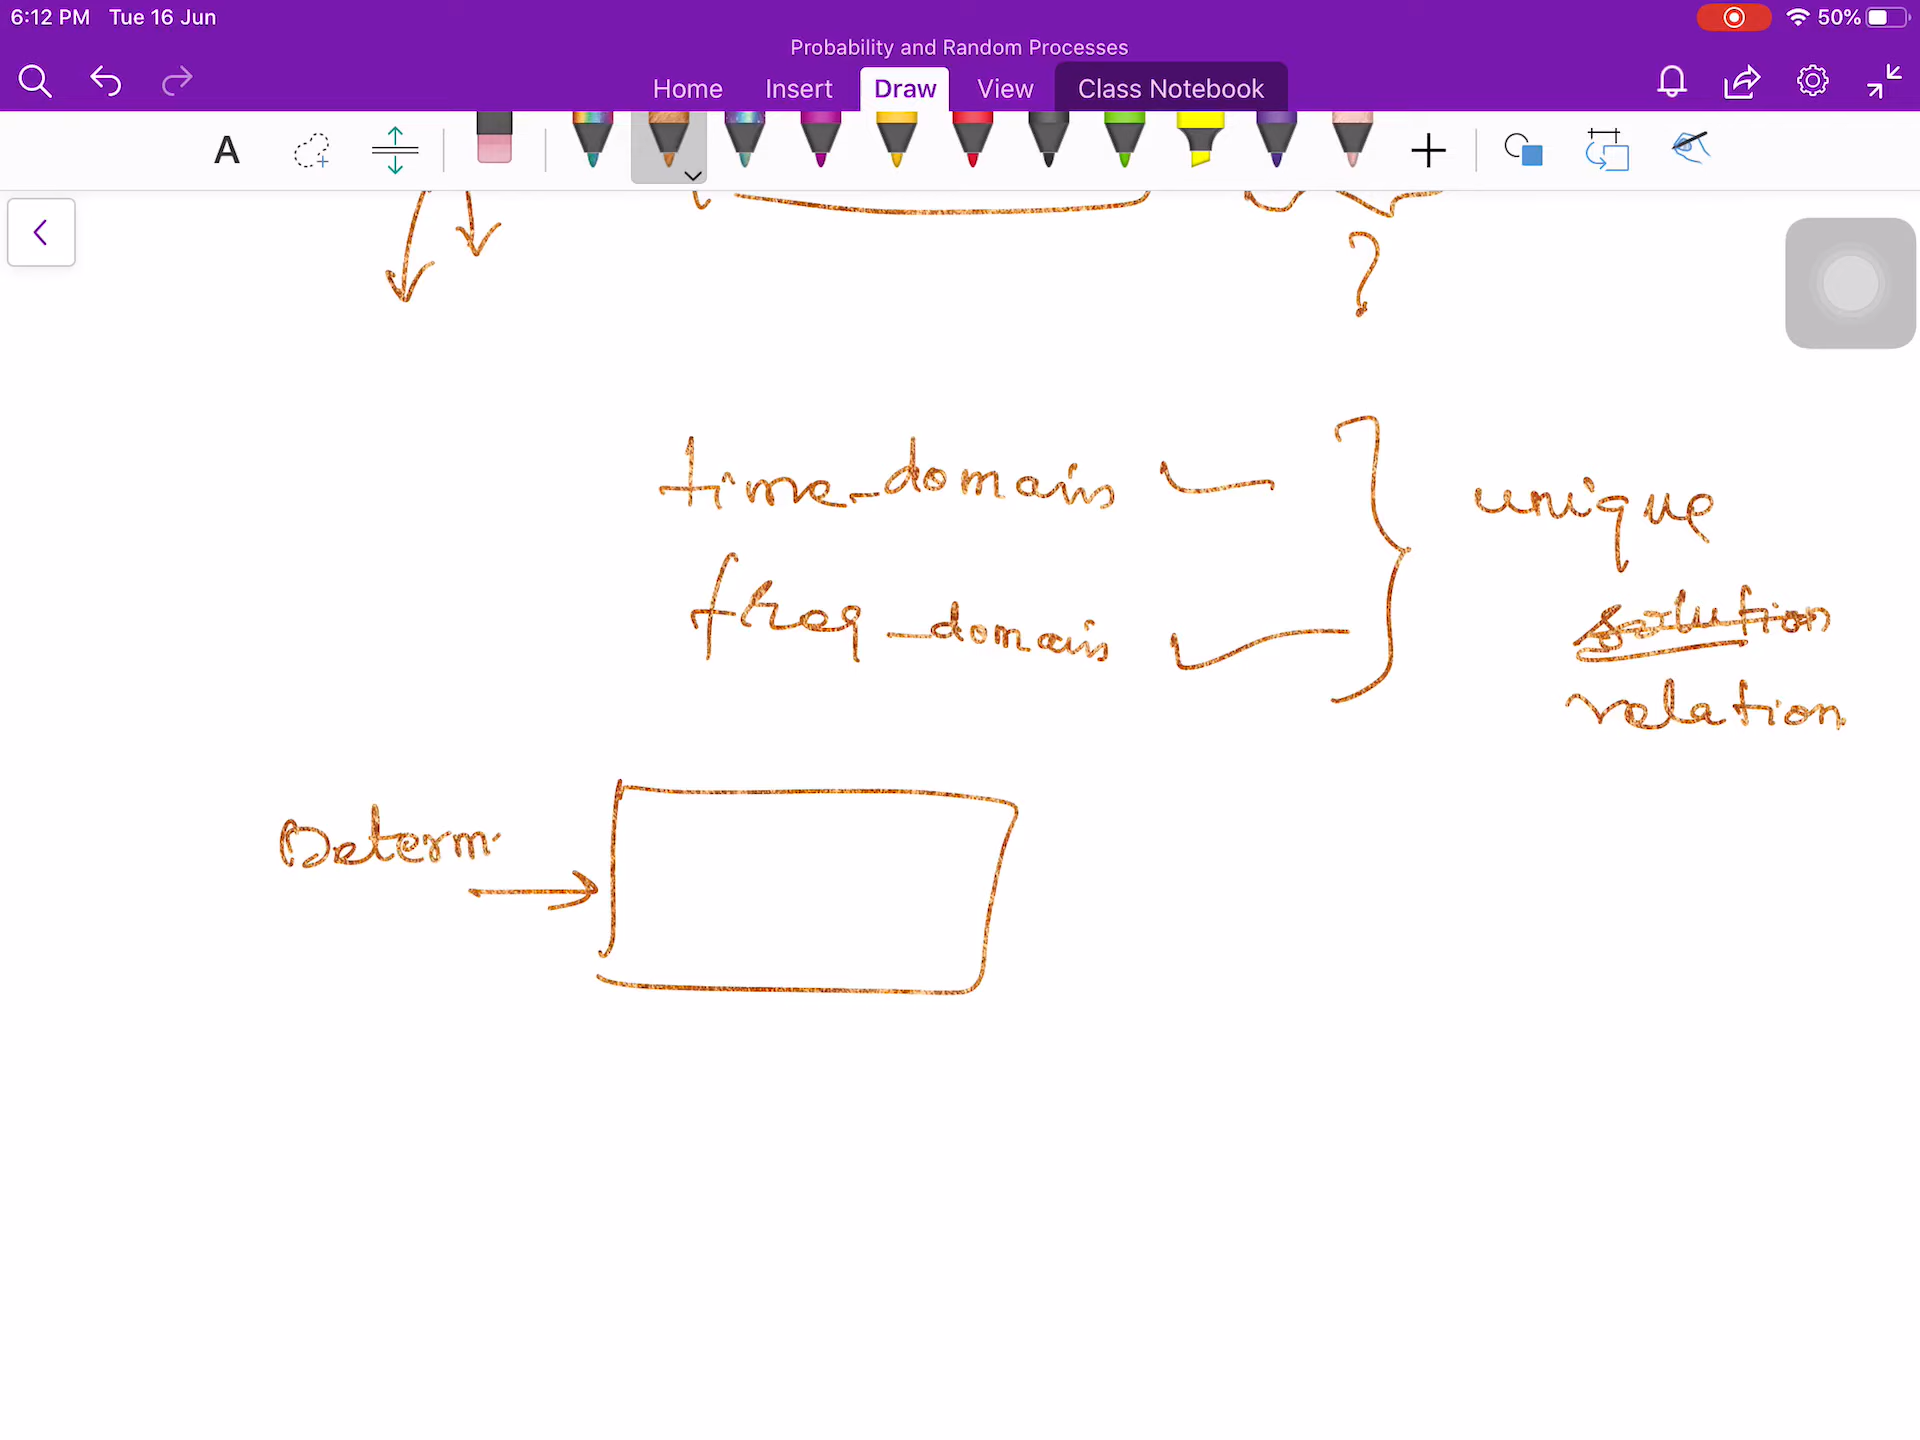 6:12 PM Tue 16 Jun 50%
Probability and Random Processes
Home Insert Draw View Class Notebook
A
?
time-domain
unique
freq-domain
solution
relation
Determ.